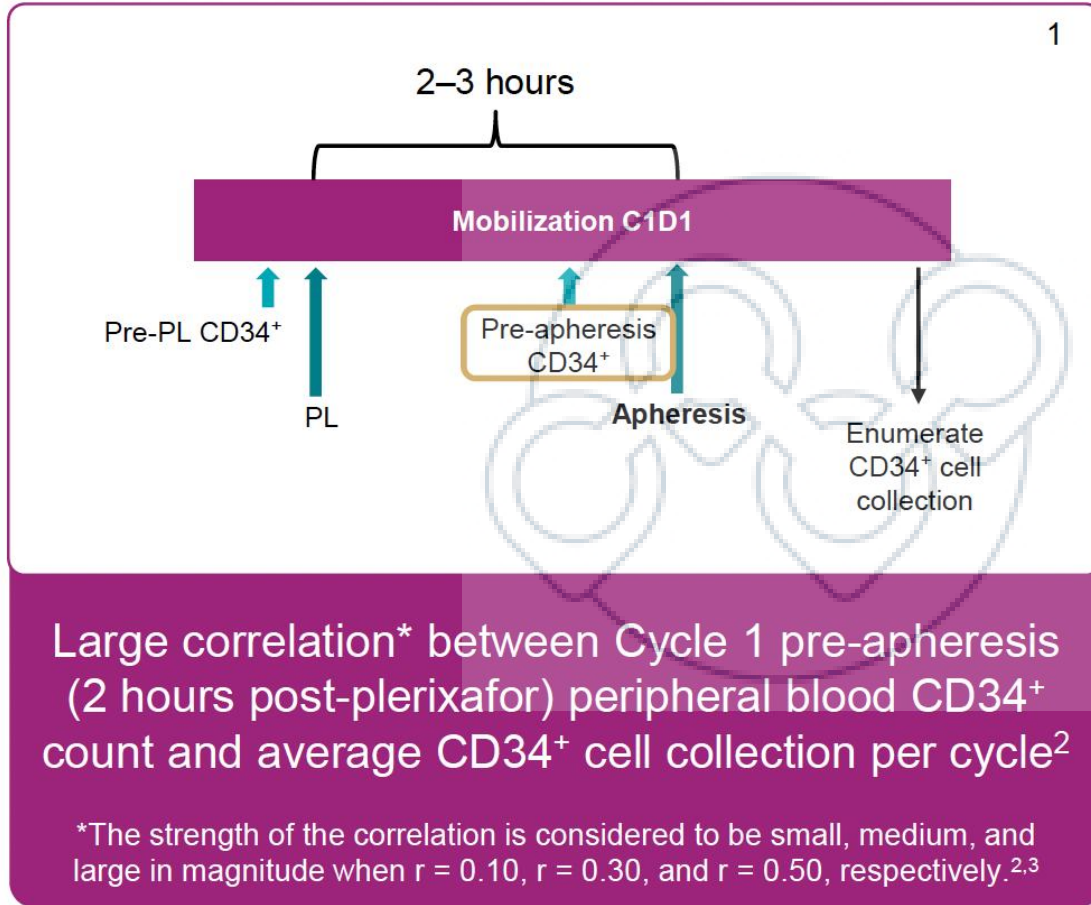 1
2–3 hours
Mobilization C1D1
Pre-PL CD34⁺
PL
Pre-apheresis
CD34⁺
Apheresis
Enumerate
CD34⁺ cell
collection
Large correlation* between Cycle 1 pre-apheresis
(2 hours post-plerixafor) peripheral blood CD34⁺
count and average CD34⁺ cell collection per cycle²
*The strength of the correlation is considered to be small, medium, and
large in magnitude when r = 0.10, r = 0.30, and r = 0.50, respectively.²,³